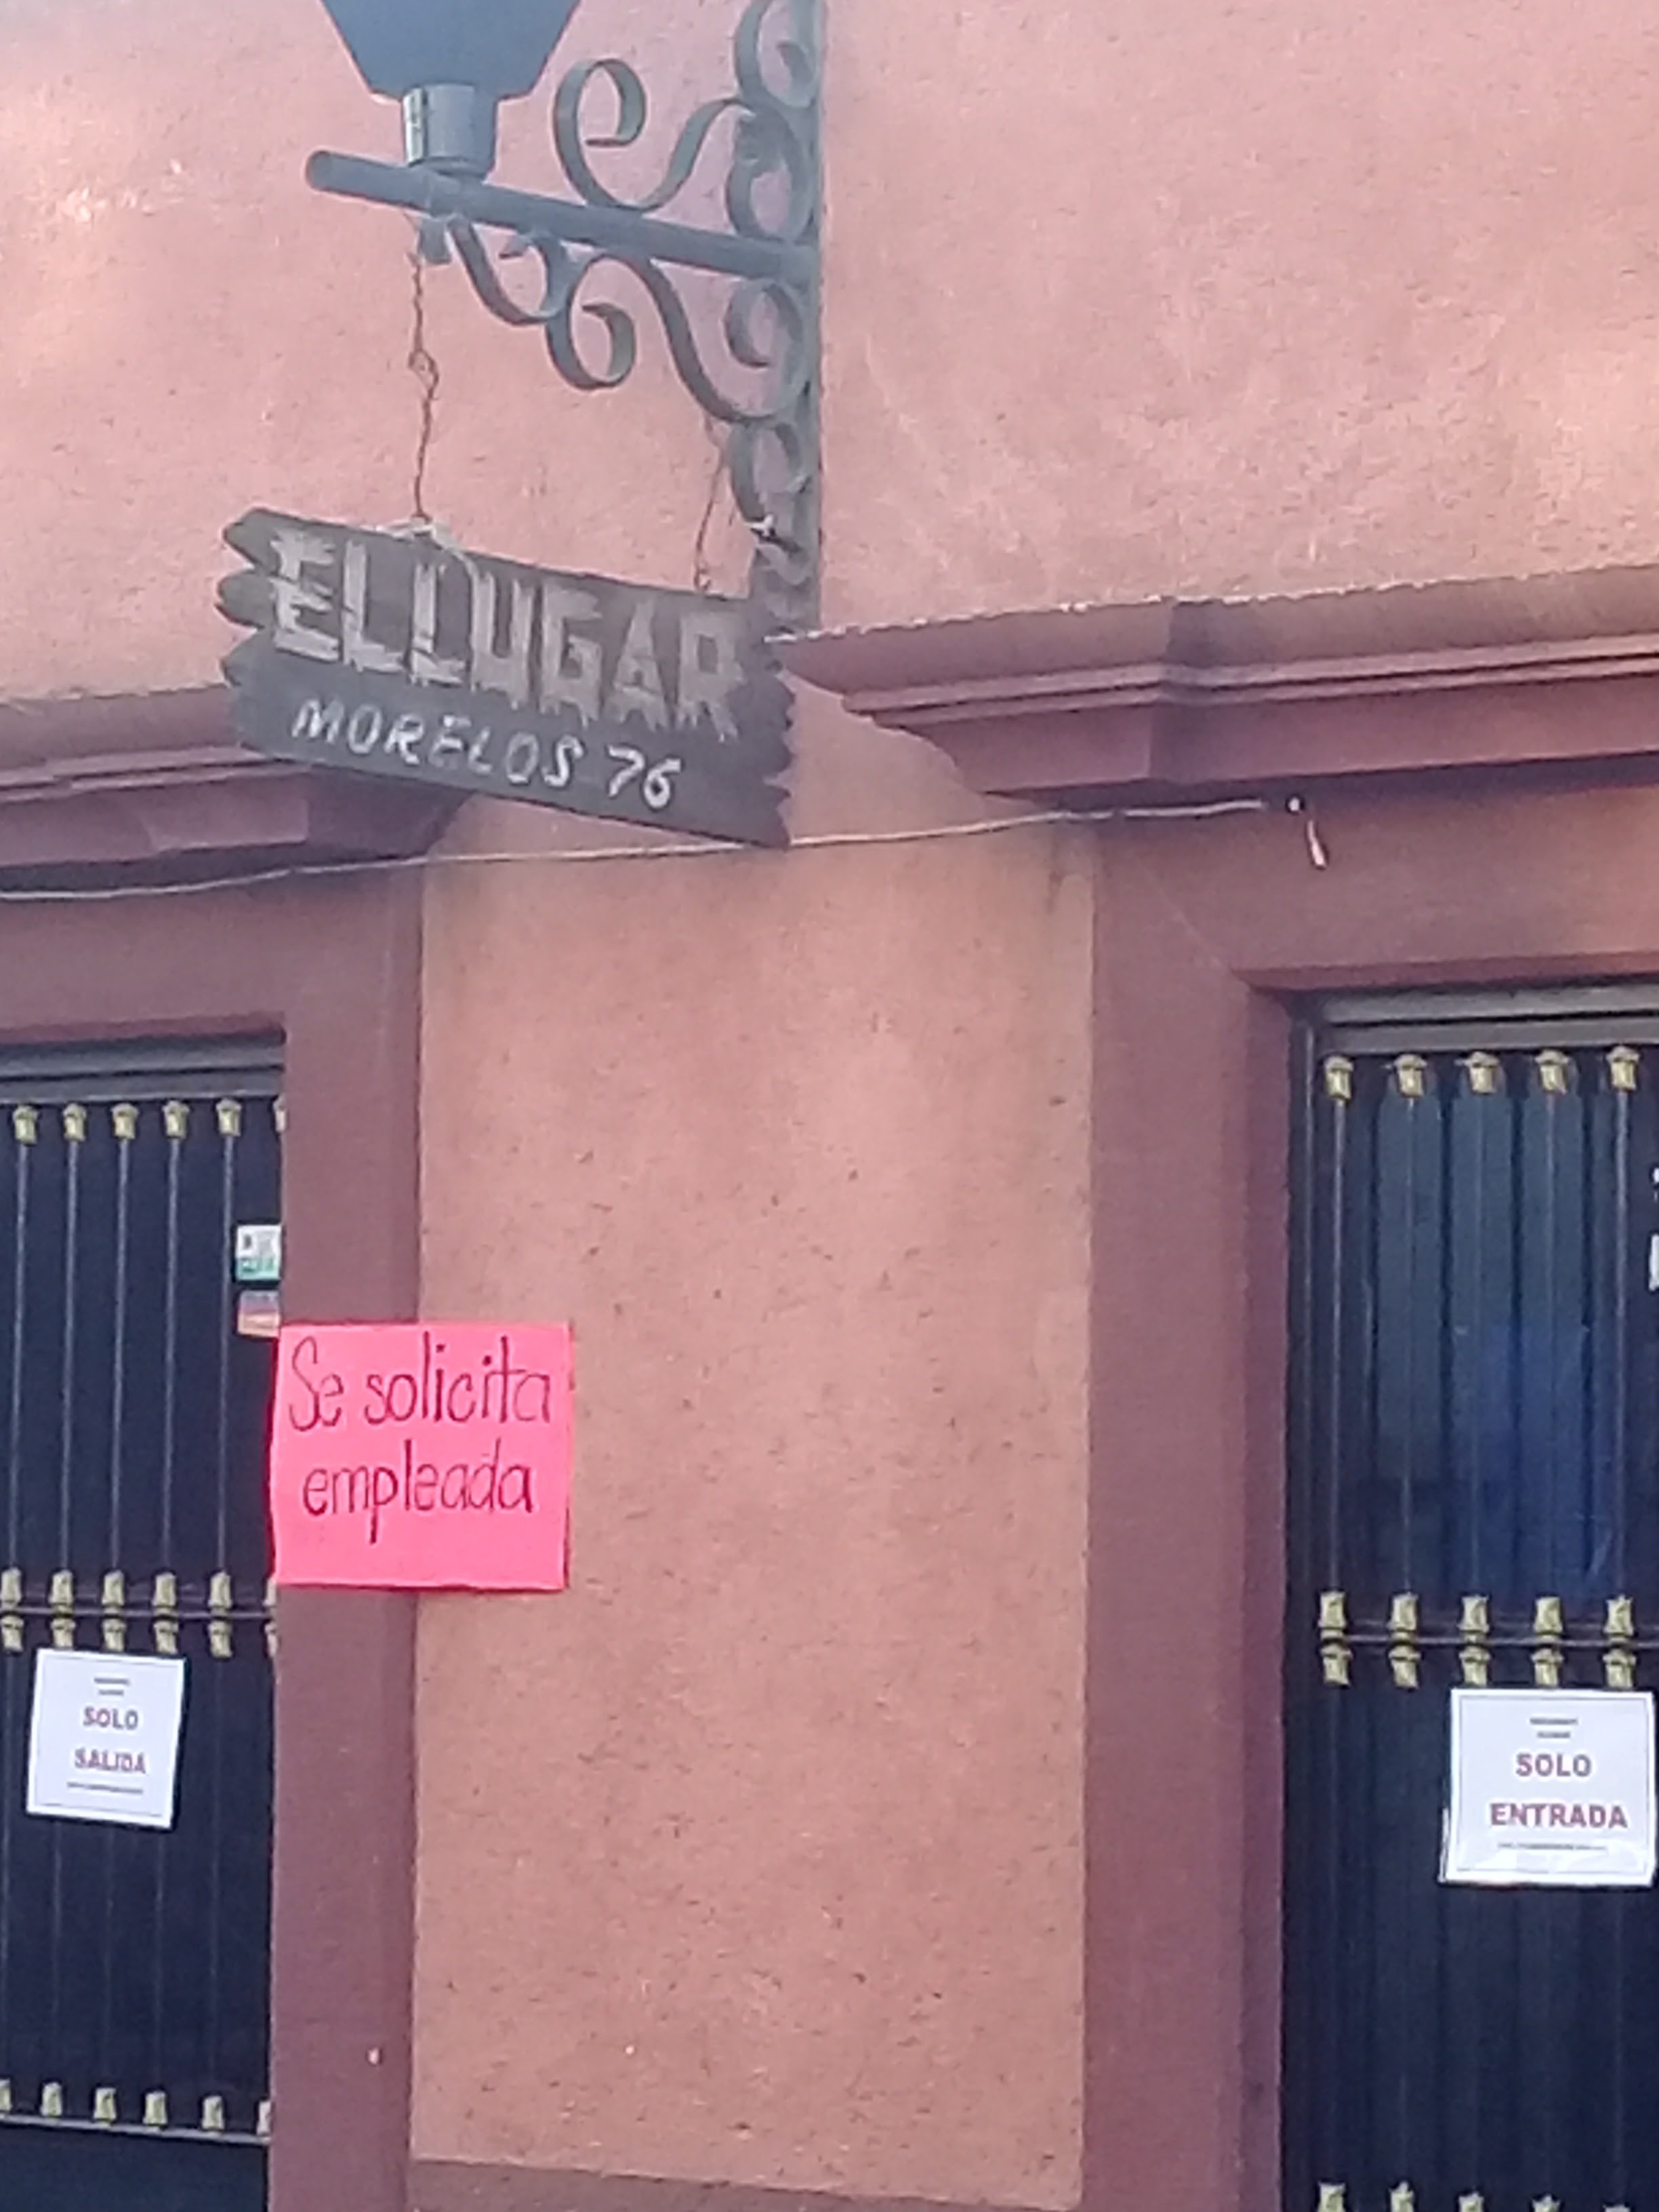 EL LUGAR
MORELOS 76
Se solicita
empleada
SOLO
SALIDA
SOLO
ENTRADA